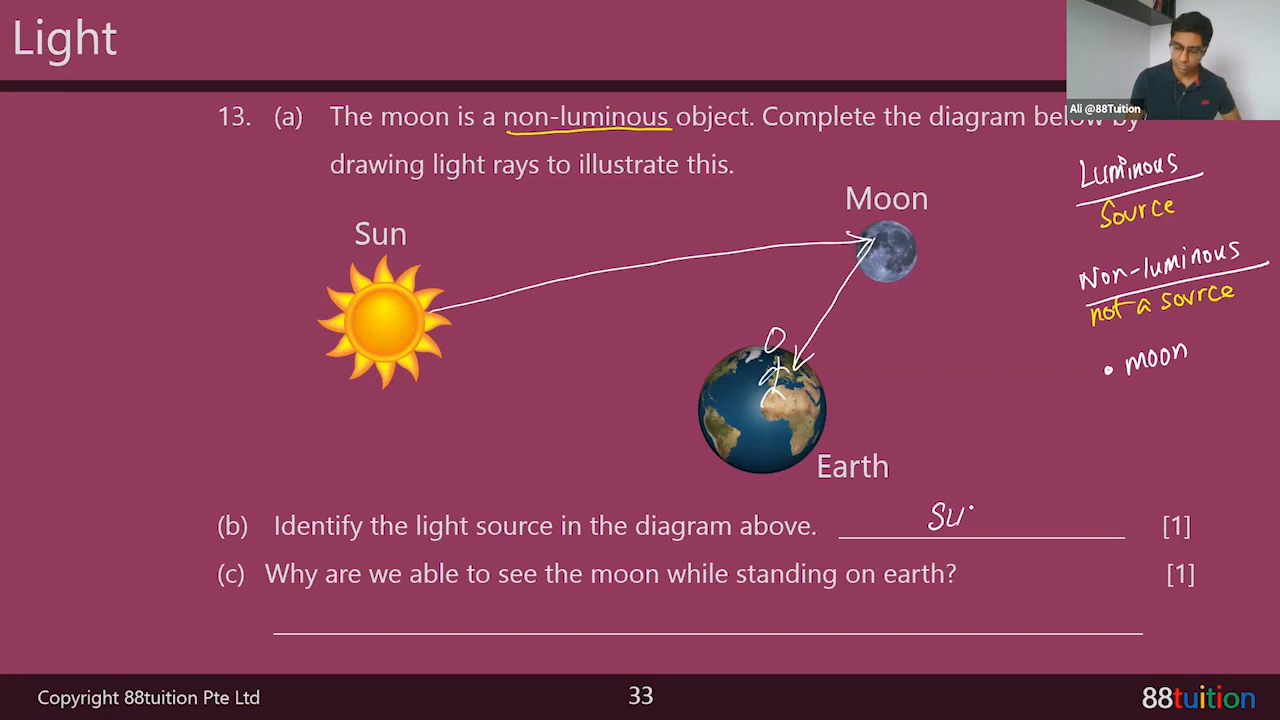 Light
Ali @88Tuition
13. (a) The moon is a non-luminous object. Complete the diagram below by
drawing light rays to illustrate this.
Luminous
Source
Moon
Sun
Non-luminous
not a source
• moon
Earth
(b) Identify the light source in the diagram above. SU [1]
(c) Why are we able to see the moon while standing on earth? [1]
Copyright 88tuition Pte Ltd
33
88tuition